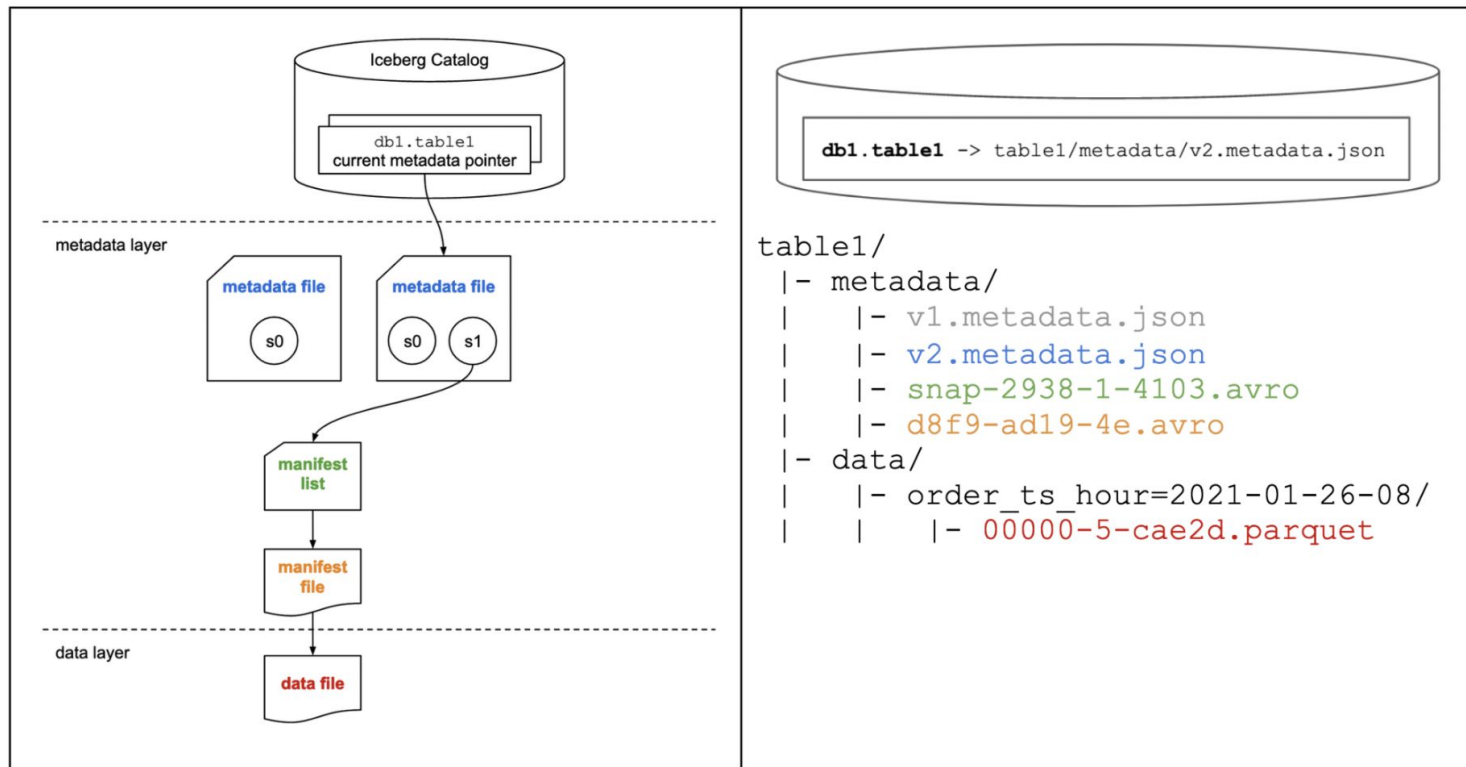 Iceberg Catalog
db1.table1
current metadata pointer
metadata layer
metadata file
s0
metadata file
s0
s1
manifest
list
manifest
file
data layer
data file
db1.table1 -> table1/metadata/v2.metadata.json
table1/
|- metadata/
| |- v1.metadata.json
| |- v2.metadata.json
| |- snap-2938-1-4103.avro
| |- d8f9-ad19-4e.avro
|- data/
| |- order_ts_hour=2021-01-26-08/
| | |- 00000-5-cae2d.parquet